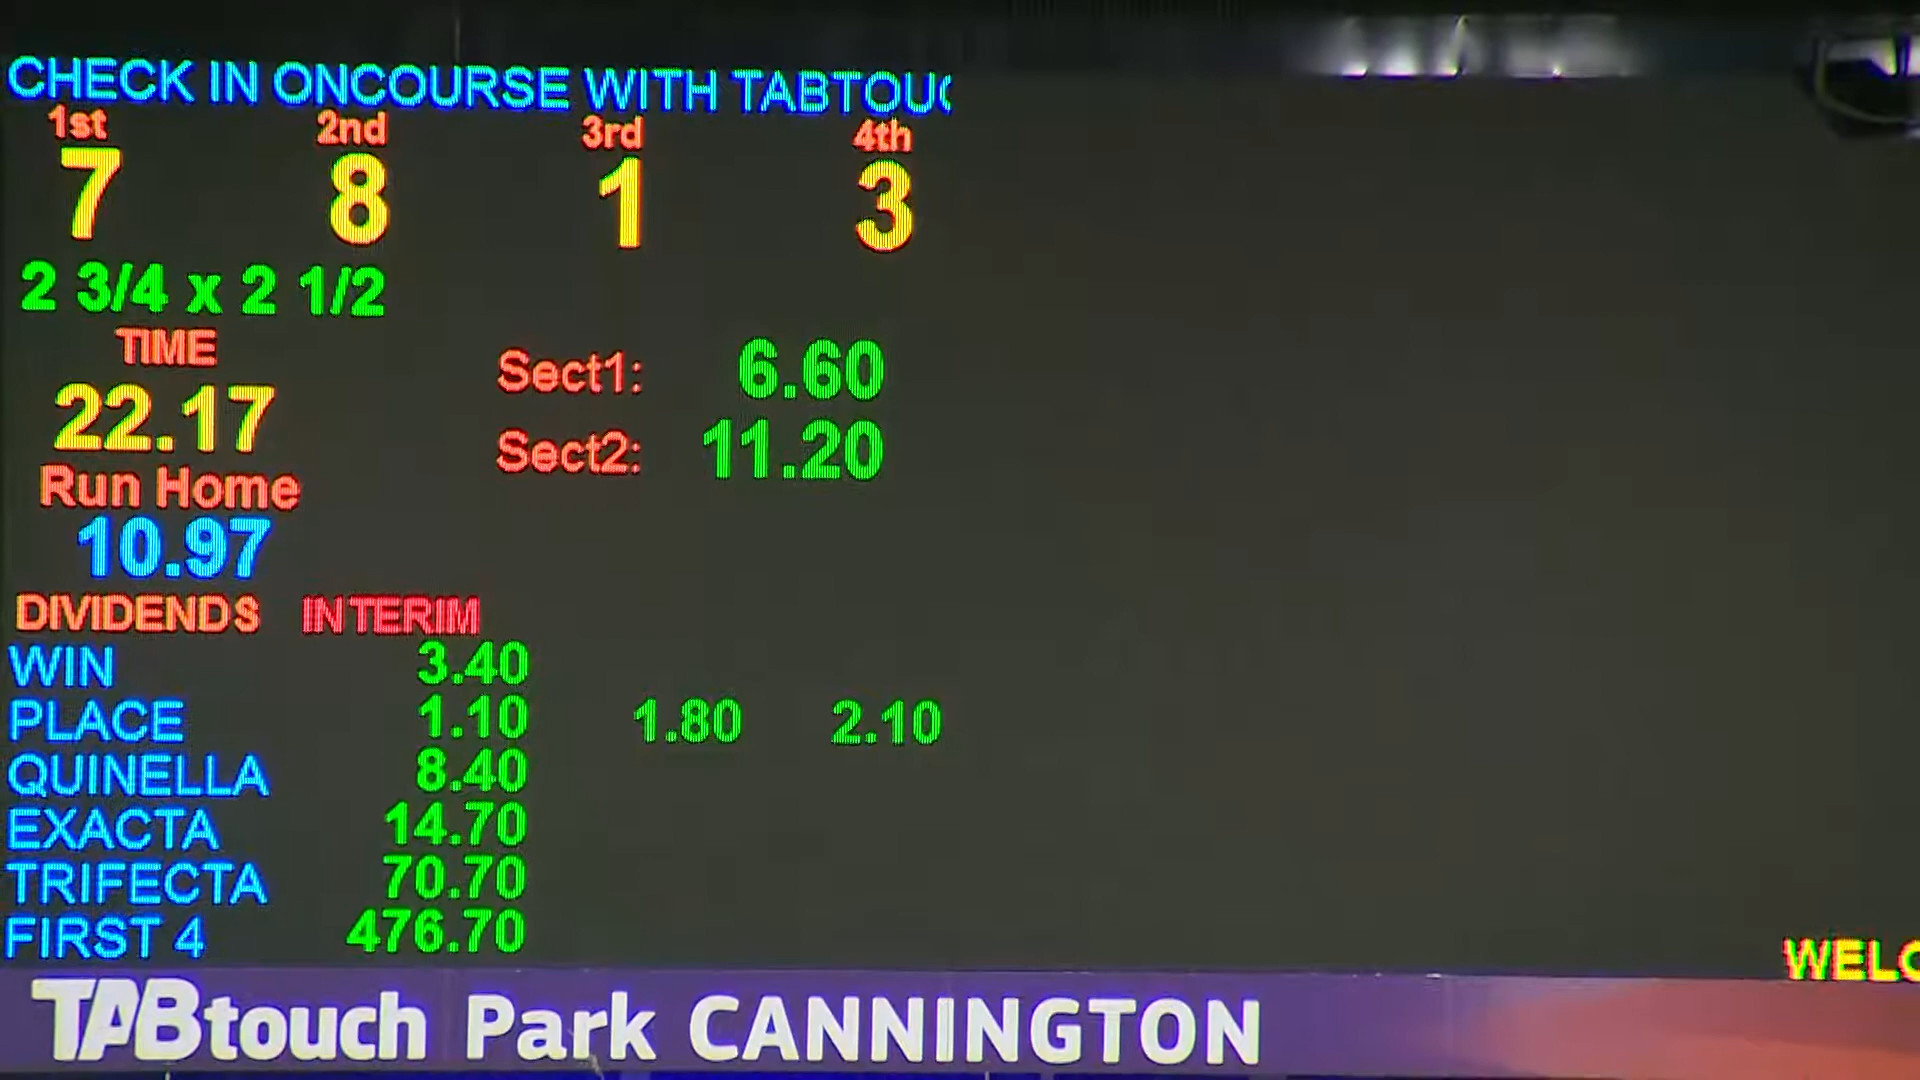 CHECK IN ONCOURSE WITH TABTOUC
1st 2nd 3rd 4th
7 8 1 3
2 3/4 x 2 1/2
TIME
22.17
Sect1: 6.60
Sect2: 11.20
Run Home
10.97
DIVIDENDS INTERIM
WIN 3.40
PLACE 1.10 1.80 2.10
QUINELLA 8.40
EXACTA 14.70
TRIFECTA 70.70
FIRST 4 476.70
WELC
TABtouch Park CANNINGTON